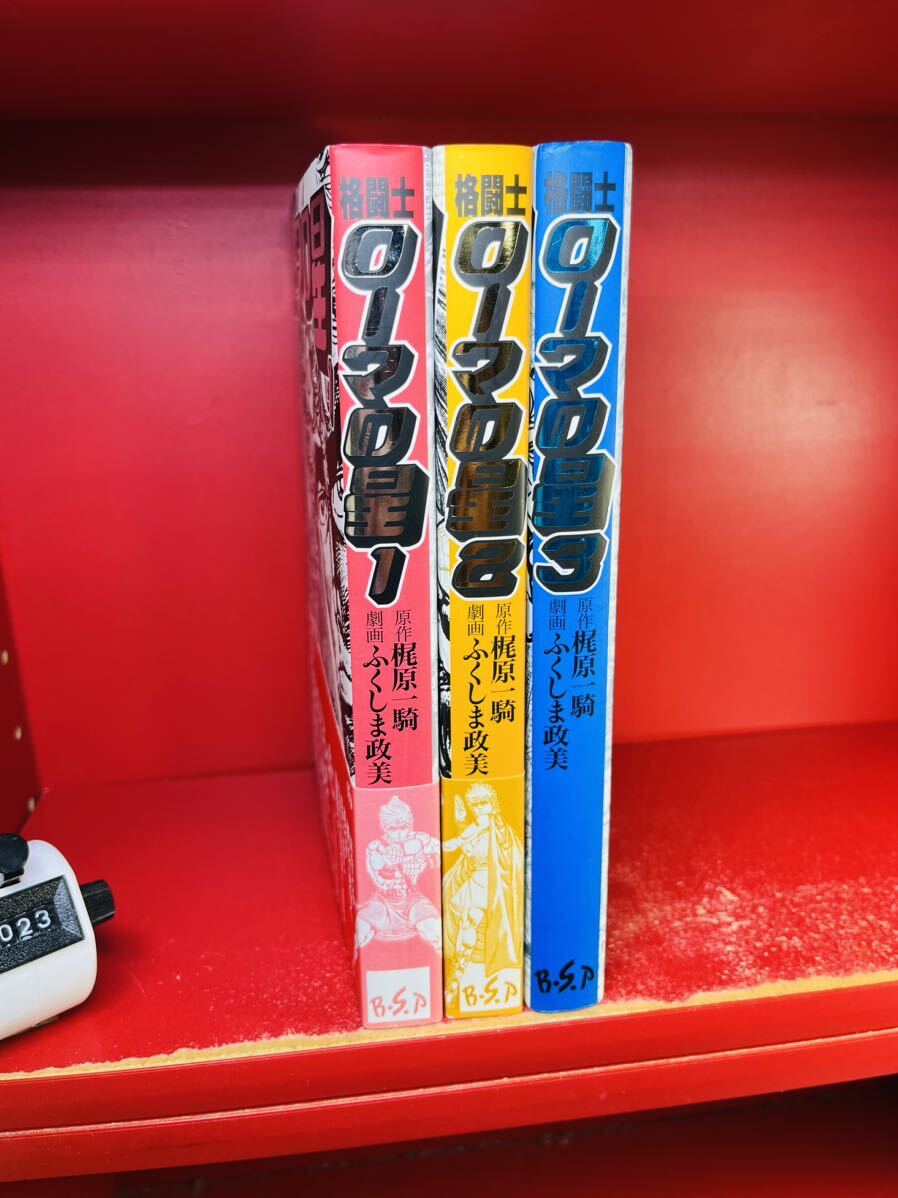 格闘士
ローマの星
1
原作 梶原一騎
劇画 ふくしま政美
B.S.P
格闘士
ローマの星
2
原作 梶原一騎
劇画 ふくしま政美
B.S.P
格闘士
ローマの星
3
原作 梶原一騎
劇画 ふくしま政美
B.S.P
023